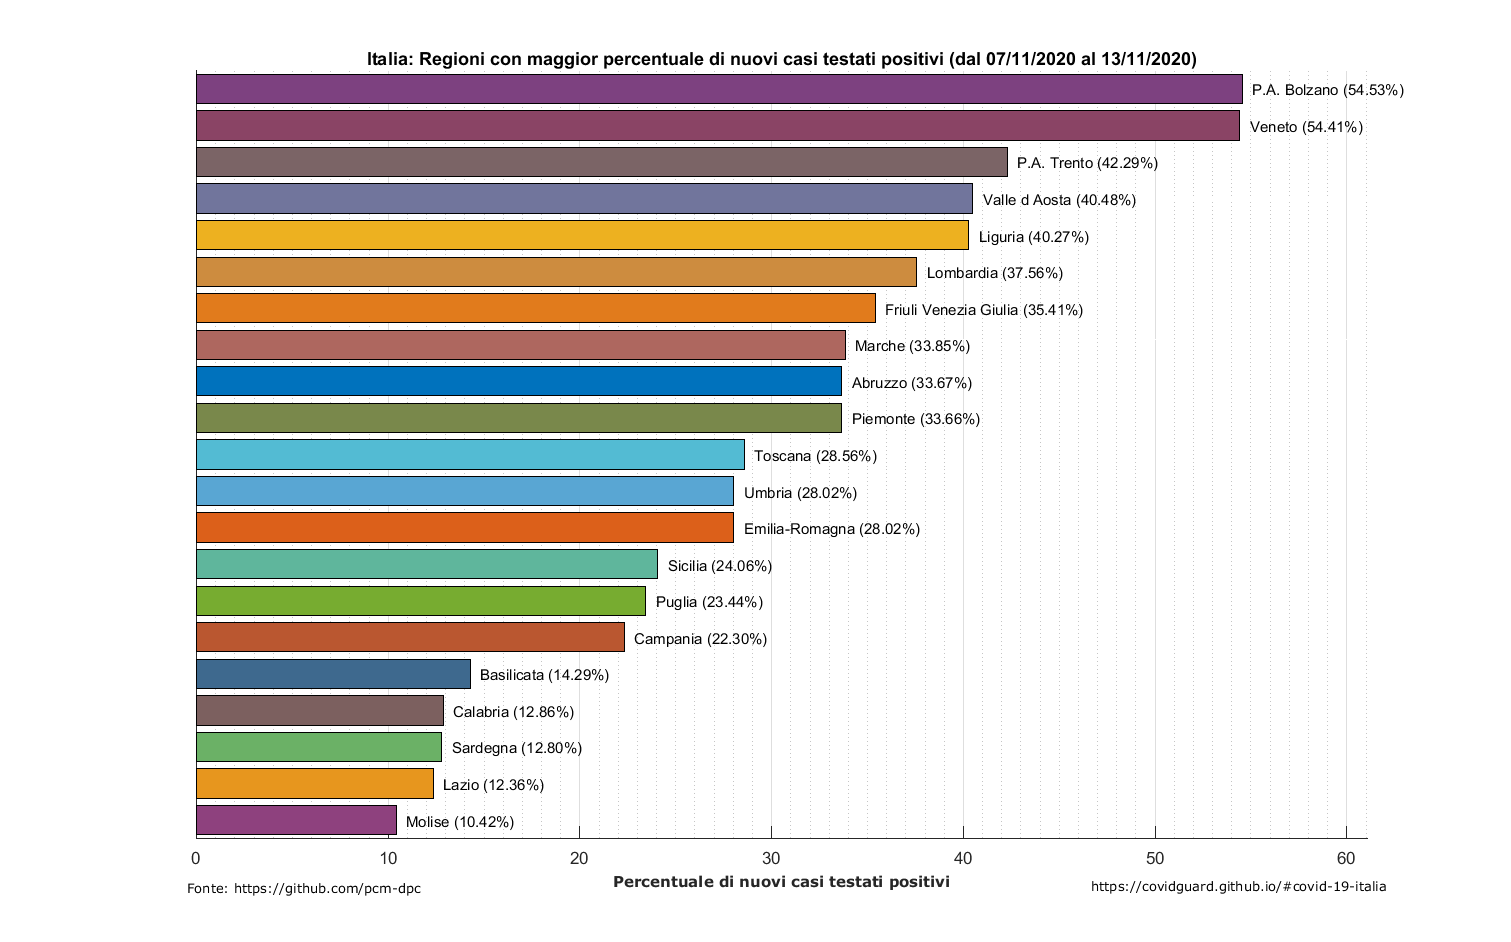 Italia: Regioni con maggior percentuale di nuovi casi testati positivi (dal 07/11/2020 al 13/11/2020)
P.A. Bolzano (54.53%)
Veneto (54.41%)
P.A. Trento (42.29%)
Valle d Aosta (40.48%)
Liguria (40.27%)
Lombardia (37.56%)
Friuli Venezia Giulia (35.41%)
Marche (33.85%)
Abruzzo (33.67%)
Piemonte (33.66%)
Toscana (28.56%)
Umbria (28.02%)
Emilia-Romagna (28.02%)
Sicilia (24.06%)
Puglia (23.44%)
Campania (22.30%)
Basilicata (14.29%)
Calabria (12.86%)
Sardegna (12.80%)
Lazio (12.36%)
Molise (10.42%)
0 10 20 30 40 50 60
Percentuale di nuovi casi testati positivi
Fonte: https://github.com/pcm-dpc
https://covidguard.github.io/#covid-19-italia